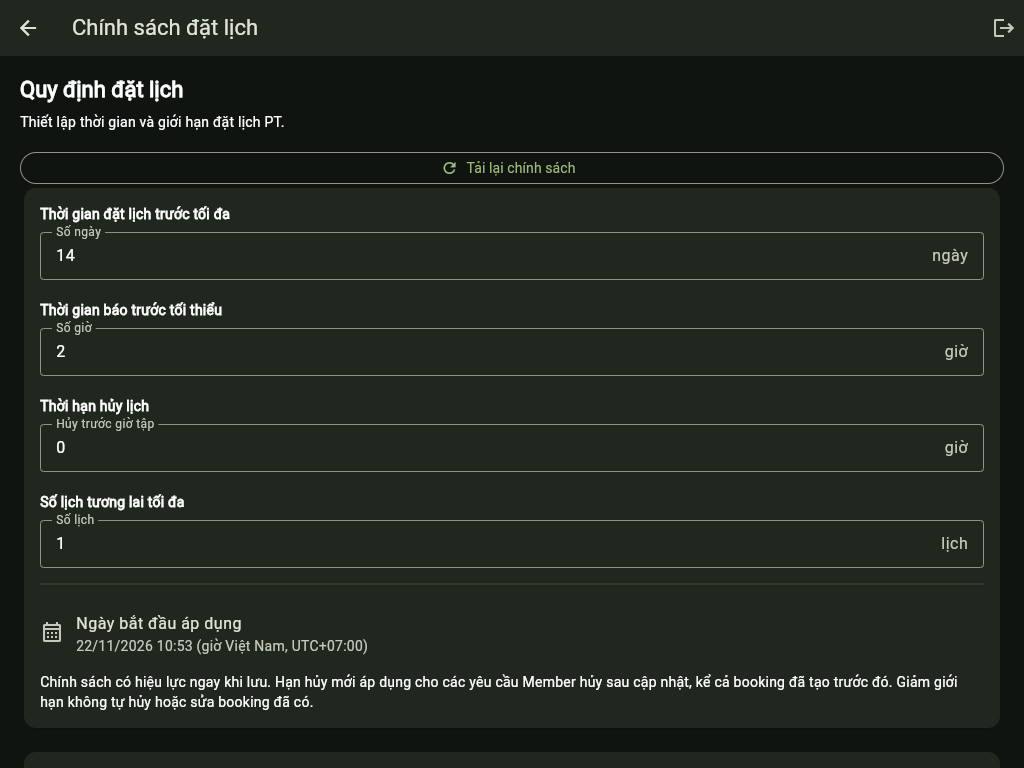 Chính sách đặt lịch
Quy định đặt lịch
Thiết lập thời gian và giới hạn đặt lịch PT.
Tải lại chính sách
Thời gian đặt lịch trước tối đa
Số ngày
14 ngày
Thời gian báo trước tối thiểu
Số giờ
2 giờ
Thời hạn hủy lịch
Hủy trước giờ tập
0 giờ
Số lịch tương lai tối đa
Số lịch
1 lịch
Ngày bắt đầu áp dụng
22/11/2026 10:53 (giờ Việt Nam, UTC+07:00)
Chính sách có hiệu lực ngay khi lưu. Hạn hủy mới áp dụng cho các yêu cầu Member hủy sau cập nhật, kể cả booking đã tạo trước đó. Giảm giới
hạn không tự hủy hoặc sửa booking đã có.